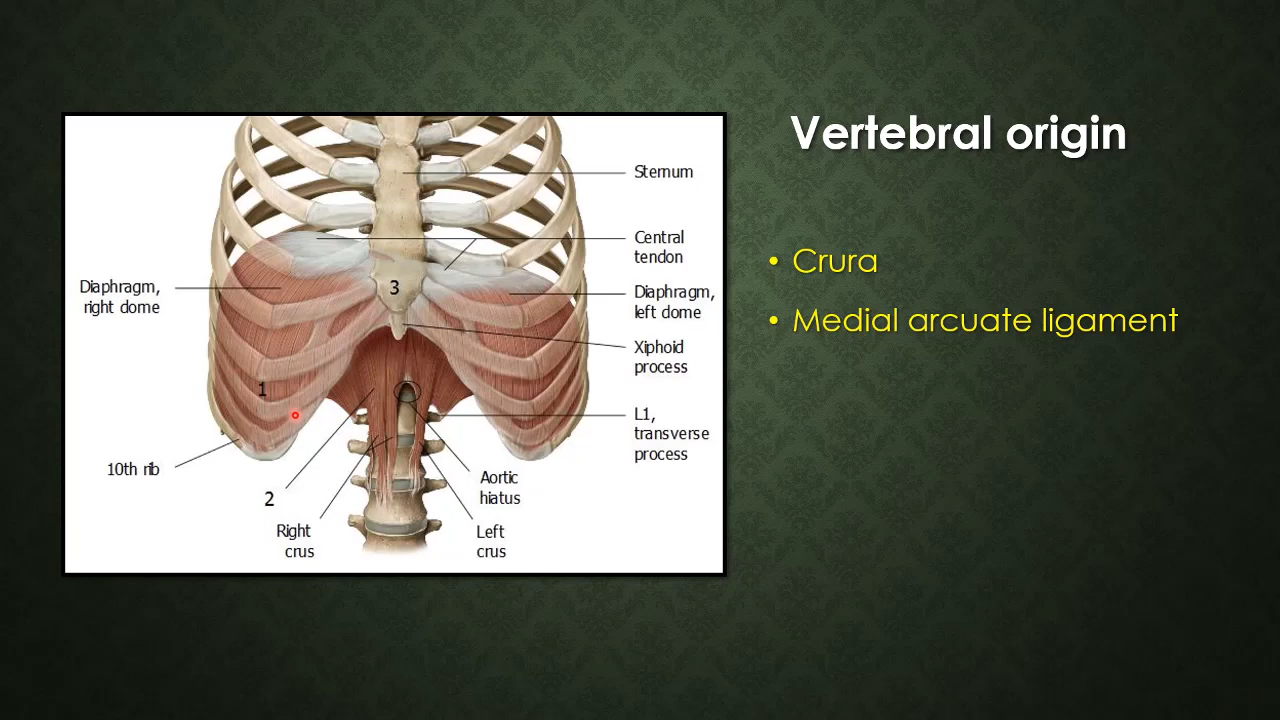 Vertebral origin
• Crura
• Medial arcuate ligament
Sternum
Central
tendon
Diaphragm,
right dome
3
Diaphragm,
left dome
Xiphoid
process
1
L1,
transverse
process
10th rib
2
Aortic
hiatus
Right
crus
Left
crus